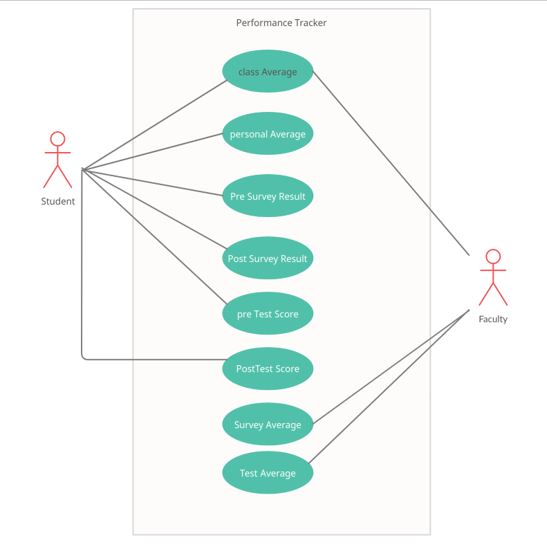 Performance Tracker
class Average
personal Average
Pre Survey Result
Student
Post Survey Result
pre Test Score
Faculty
PostTest Score
Survey Average
Test Average